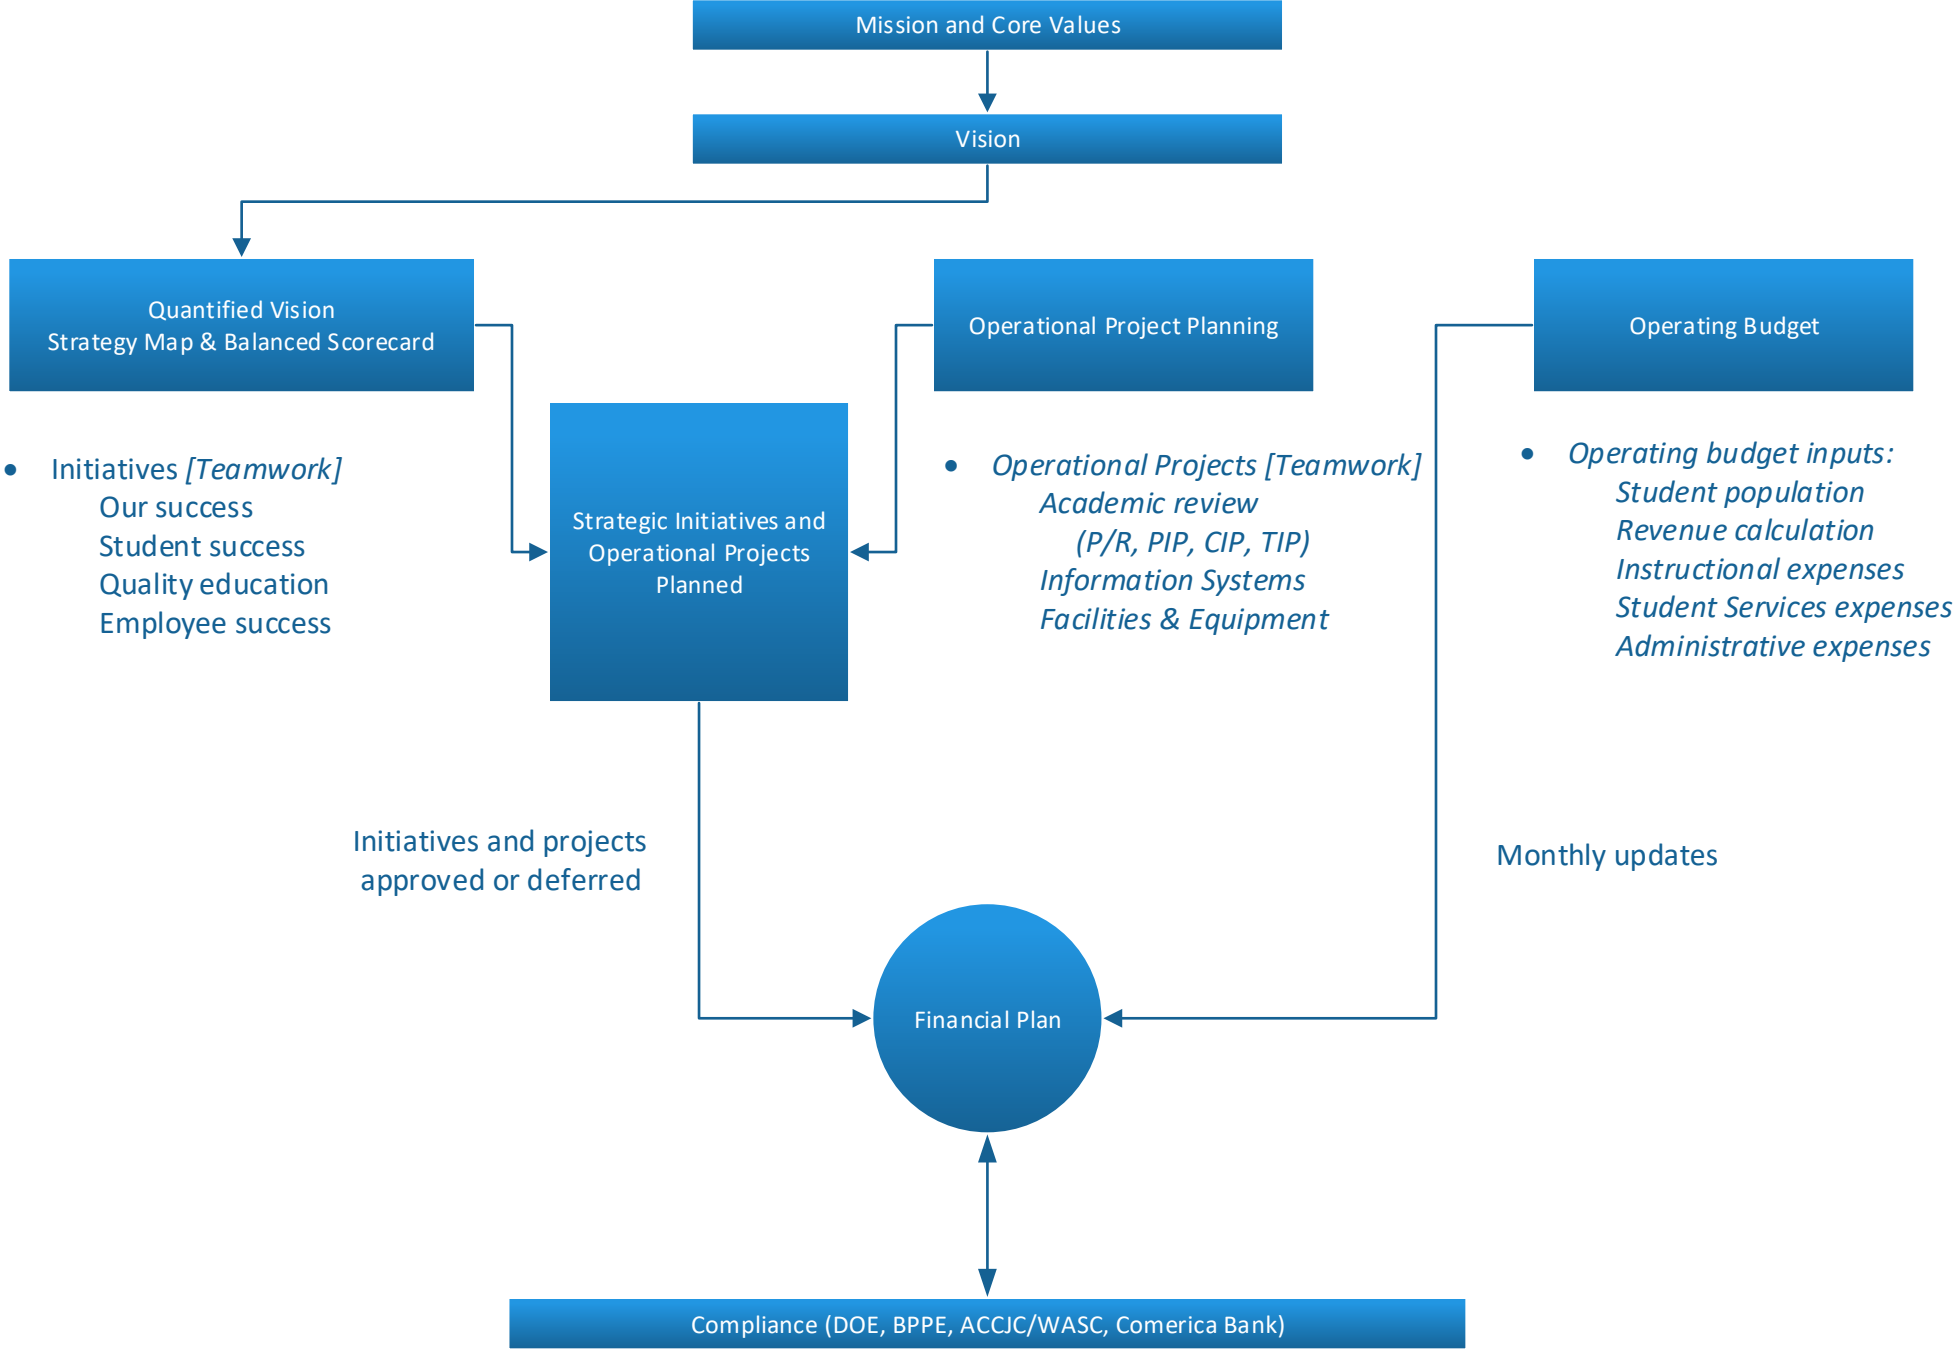 Mission and Core Values
Vision
Quantified Vision
Strategy Map & Balanced Scorecard
Operational Project Planning
Operating Budget
• Initiatives [Teamwork]
Our success
Student success
Quality education
Employee success
Strategic Initiatives and
Operational Projects
Planned
• Operational Projects [Teamwork]
Academic review
(P/R, PIP, CIP, TIP)
Information Systems
Facilities & Equipment
• Operating budget inputs:
Student population
Revenue calculation
Instructional expenses
Student Services expenses
Administrative expenses
Initiatives and projects
approved or deferred
Monthly updates
Financial Plan
Compliance (DOE, BPPE, ACCJC/WASC, Comerica Bank)